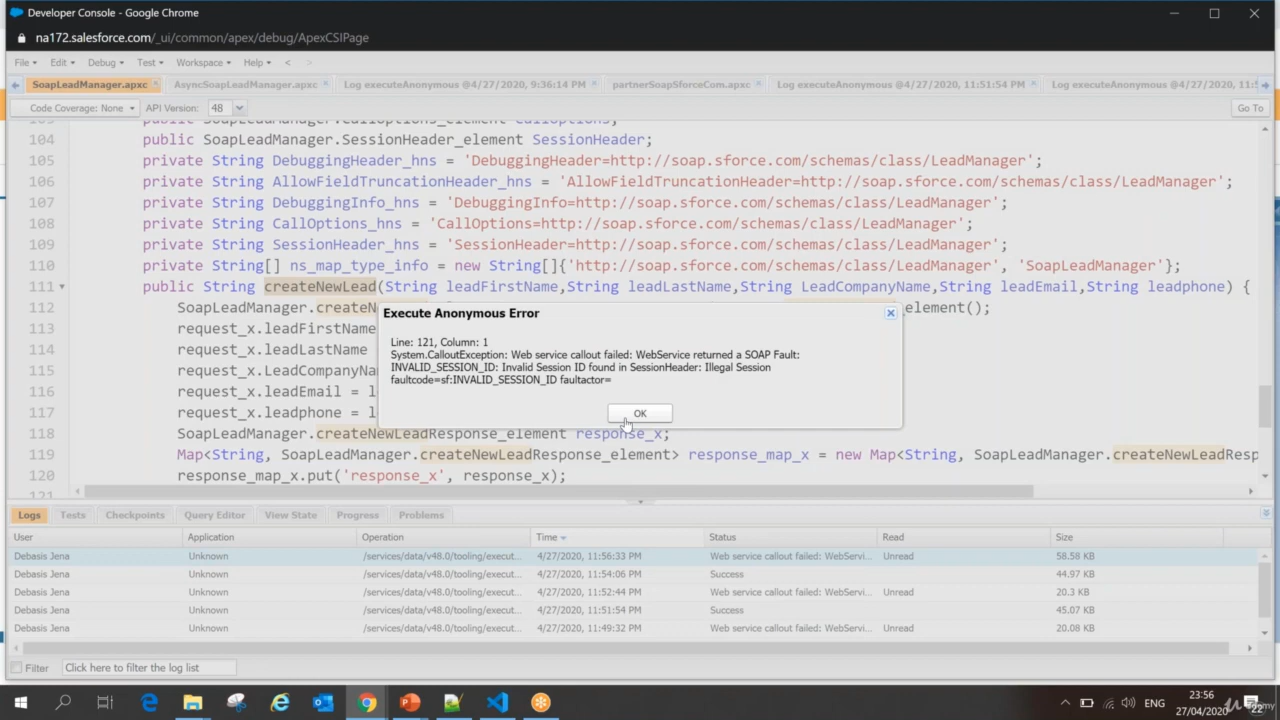 Developer Console - Google Chrome
na172.salesforce.com/_ui/common/apex/debug/ApexCSIPage
File Edit Debug Test Workspace Help < >
SoapLeadManager.apxc AsyncSoapLeadManager.apxc Log executeAnonymous @4/27/2020, 9:36:14 PM partnerSoapSforceCom.apxc Log executeAnonymous @4/27/2020, 11:51:54 PM Log executeAnonymous @4/27/2020, 11:5
Code Coverage: None API Version: 48 Go To
104 public SoapLeadManager.SessionHeader_element SessionHeader;
105 private String DebuggingHeader_hns = 'DebuggingHeader=http://soap.sforce.com/schemas/class/LeadManager';
106 private String AllowFieldTruncationHeader_hns = 'AllowFieldTruncationHeader=http://soap.sforce.com/schemas/class/LeadManager';
107 private String DebuggingInfo_hns = 'DebuggingInfo=http://soap.sforce.com/schemas/class/LeadManager';
108 private String CallOptions_hns = 'CallOptions=http://soap.sforce.com/schemas/class/LeadManager';
109 private String SessionHeader_hns = 'SessionHeader=http://soap.sforce.com/schemas/class/LeadManager';
110 private String[] ns_map_type_info = new String[]{'http://soap.sforce.com/schemas/class/LeadManager', 'SoapLeadManager'};
111 public String createNewLead(String leadFirstName,String leadLastName,String LeadCompanyName,String leadEmail,String leadphone) {
112 SoapLeadManager.createN _element();
113 request_x.leadFirstName
114 request_x.leadLastName
115 request_x.LeadCompanyNa
116 request_x.leadEmail = l
117 request_x.leadphone = l
Execute Anonymous Error
Line: 121, Column: 1
System.CalloutException: Web service callout failed: WebService returned a SOAP Fault:
INVALID_SESSION_ID: Invalid Session ID found in SessionHeader: Illegal Session
faultcode=sf:INVALID_SESSION_ID faultactor=
OK
118 SoapLeadManager.createNewLeadResponse_element response_x;
119 Map<String, SoapLeadManager.createNewLeadResponse_element> response_map_x = new Map<String, SoapLeadManager.createNewLeadResp
120 response_map_x.put('response_x', response_x);
121
Logs Tests Checkpoints Query Editor View State Progress Problems
User Application Operation Time Status Read Size
Debasis Jena Unknown /services/data/v48.0/tooling/execut... 4/27/2020, 11:56:33 PM Web service callout failed: WebServi... Unread 58.58 KB
Debasis Jena Unknown /services/data/v48.0/tooling/execut... 4/27/2020, 11:54:06 PM Success 44.97 KB
Debasis Jena Unknown /services/data/v48.0/tooling/execut... 4/27/2020, 11:52:44 PM Web service callout failed: WebServi... Unread 20.3 KB
Debasis Jena Unknown /services/data/v48.0/tooling/execut... 4/27/2020, 11:51:54 PM Success 45.07 KB
Debasis Jena Unknown /services/data/v48.0/tooling/execut... 4/27/2020, 11:49:32 PM Web service callout failed: WebServi... Unread 20.08 KB
Filter Click here to filter the log list
ENG 23:56
27/04/2020 22